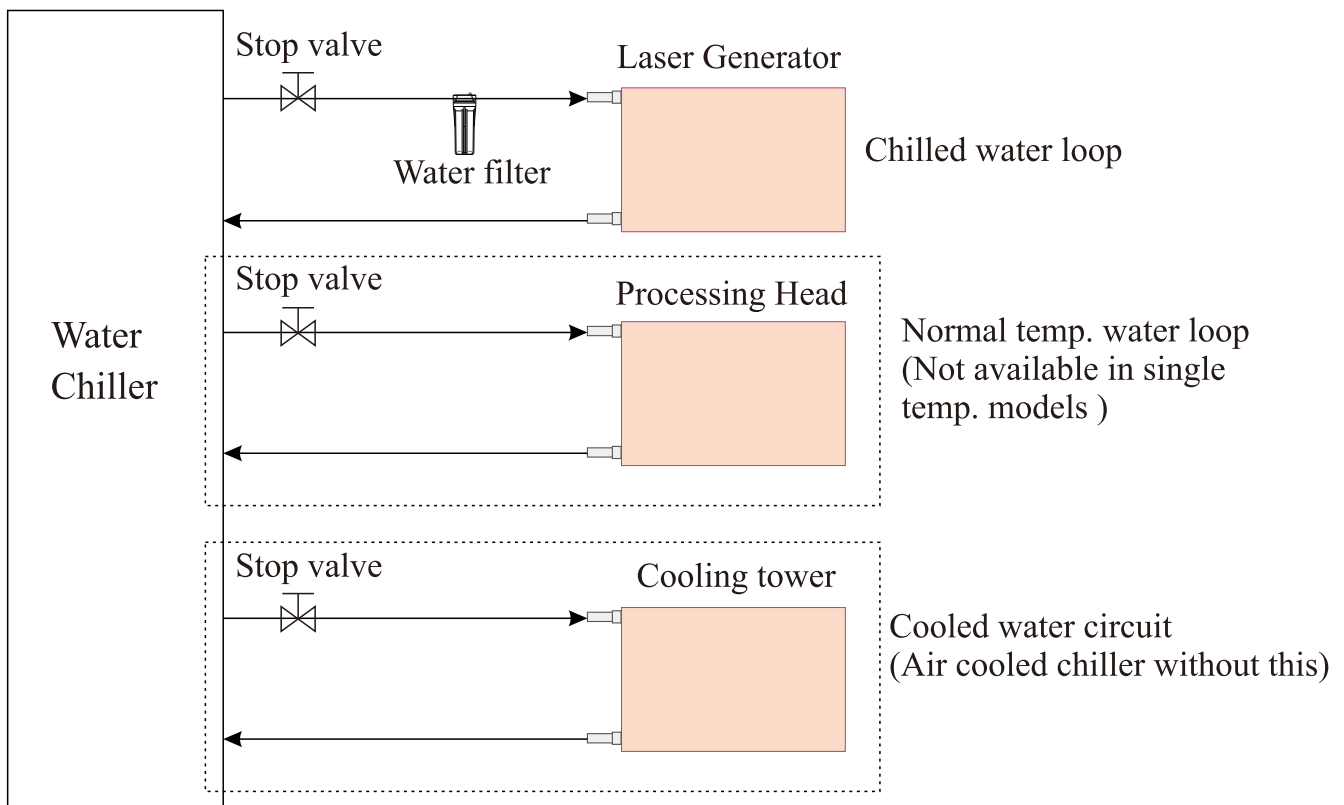 Stop valve
Laser Generator
Water filter
Chilled water loop
Stop valve
Processing Head
Water
Chiller
Normal temp. water loop
(Not available in single
temp. models )
Stop valve
Cooling tower
Cooled water circuit
(Air cooled chiller without this)